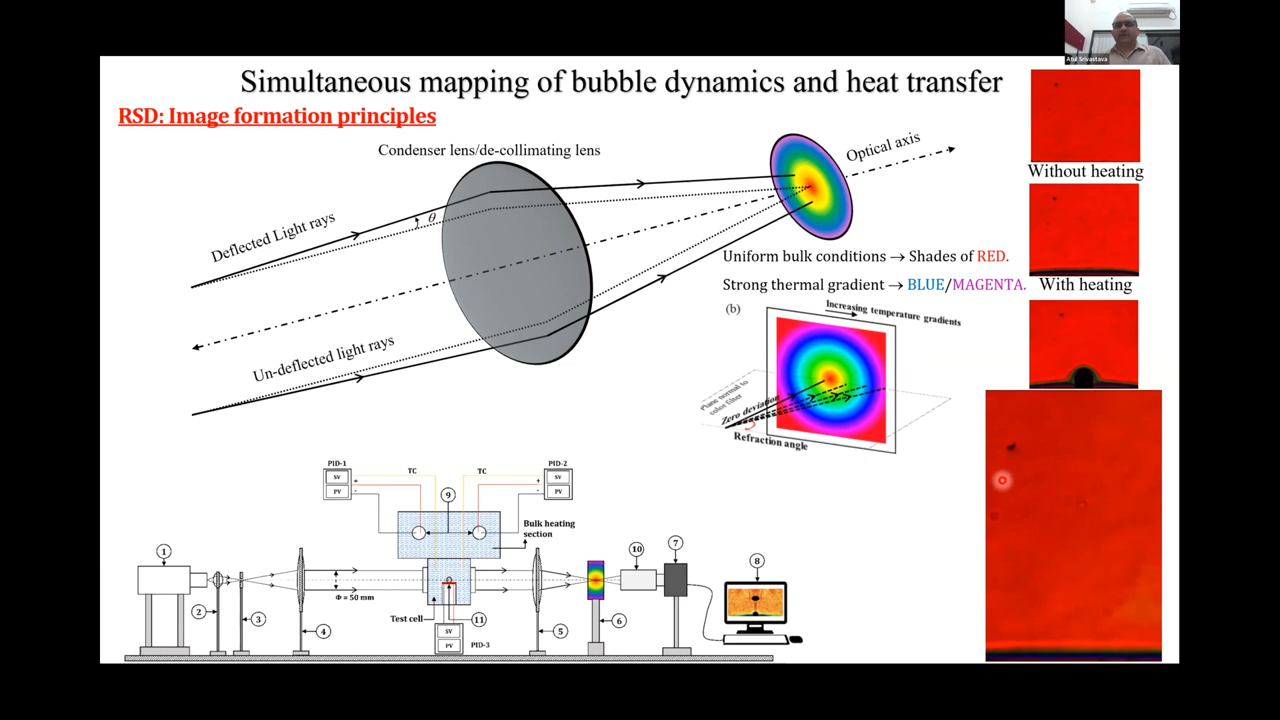 Atul Srivastava
Simultaneous mapping of bubble dynamics and heat transfer
RSD: Image formation principles
Condenser lens/de-collimating lens
Optical axis
Deflected Light rays
θ
Un-deflected light rays
Without heating
Uniform bulk conditions → Shades of RED.
Strong thermal gradient → BLUE/MAGENTA.
With heating
(b)
Increasing temperature gradients
Plane normal to
color filter
Zero deviation
Refraction angle
PID-1
TC
TC
PID-2
SV
PV
+
-
+
-
SV
PV
9
Bulk heating
section
1
10
7
8
Φ = 50 mm
2
3
4
Test cell
11
5
6
SV
PV
PID-3